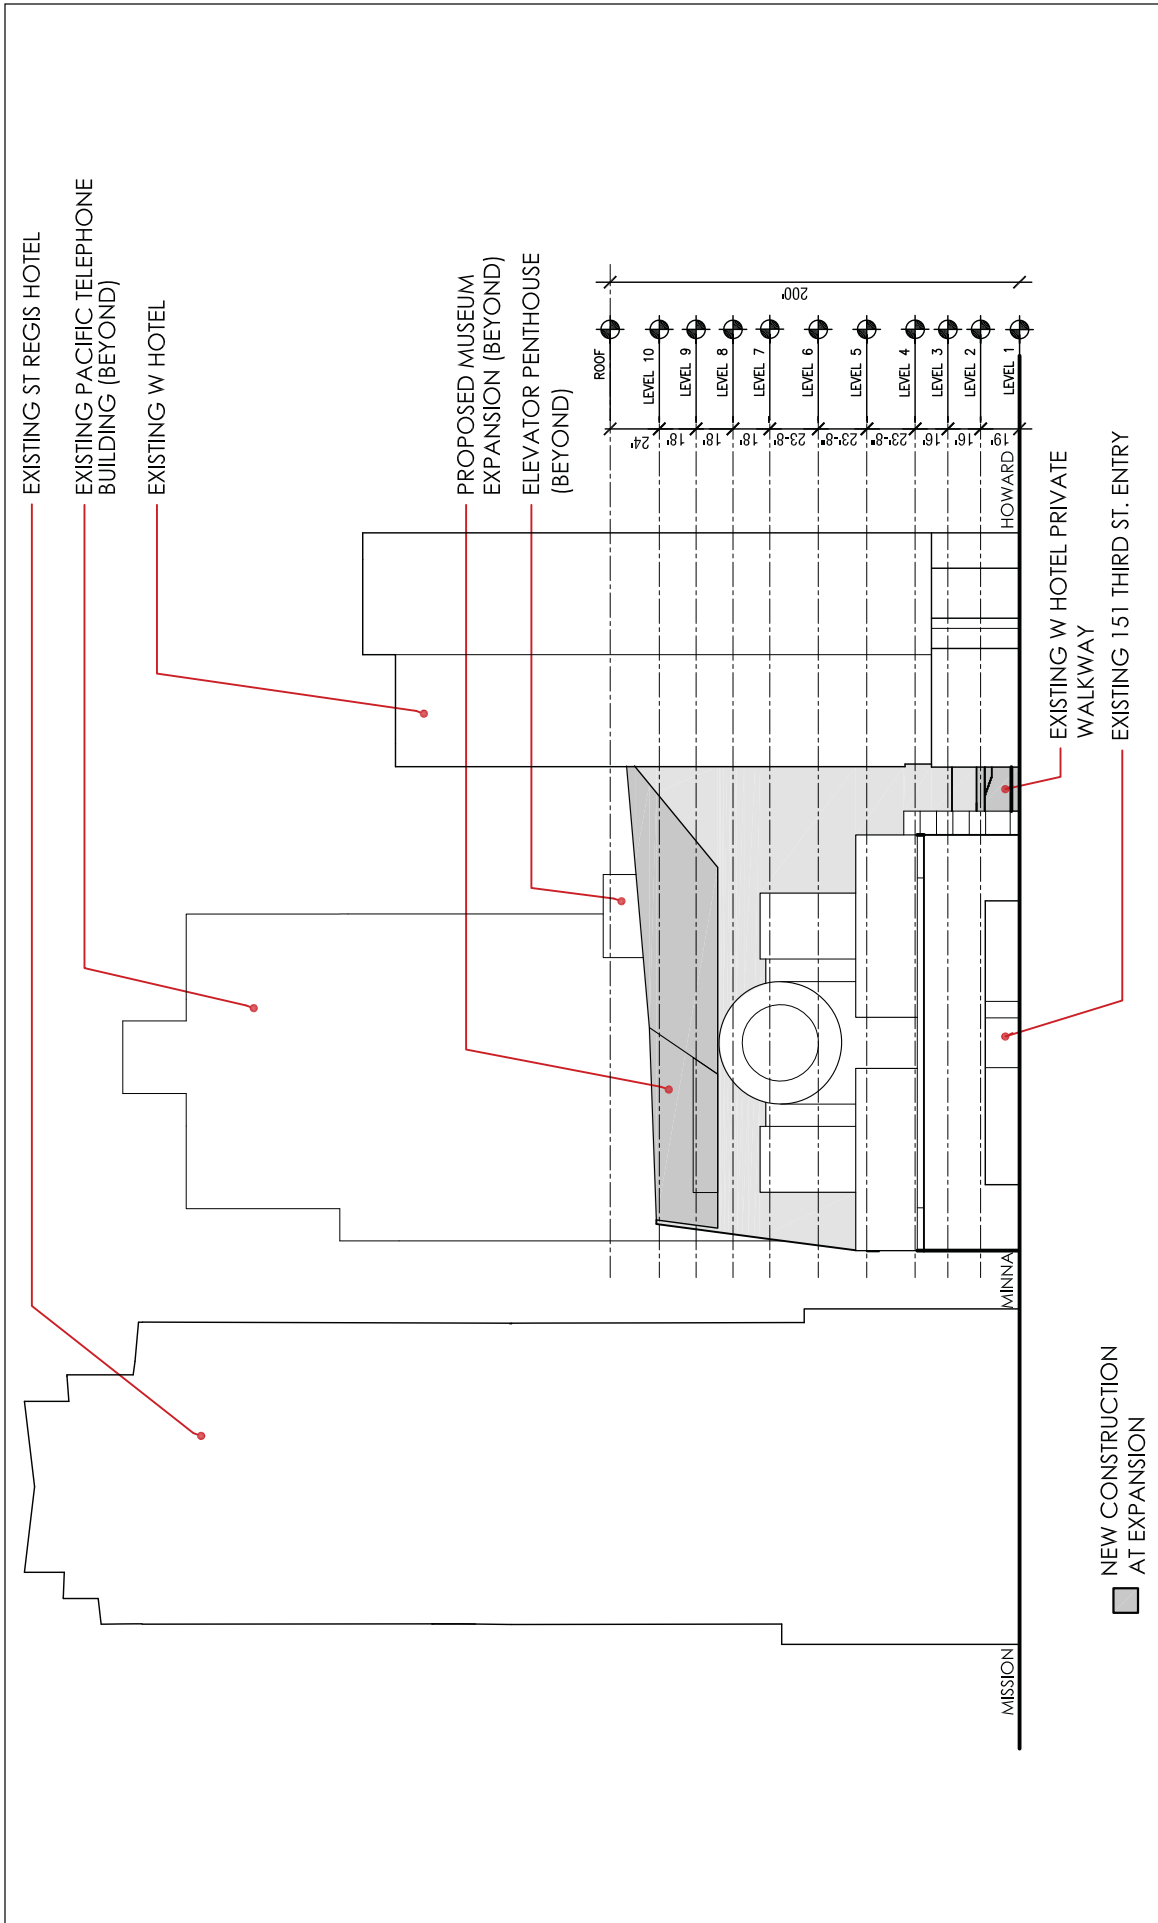 EXISTING ST REGIS HOTEL
EXISTING PACIFIC TELEPHONE
BUILDING (BEYOND)
EXISTING W HOTEL
PROPOSED MUSEUM
EXPANSION (BEYOND)
ELEVATOR PENTHOUSE
(BEYOND)
200'
ROOF
LEVEL 10
LEVEL 9
LEVEL 8
LEVEL 7
LEVEL 6
LEVEL 5
LEVEL 4
LEVEL 3
LEVEL 2
LEVEL 1
24'
18'
18'
18'
23'-8"
23'-8"
23'-8"
16'
16'
19'
MISSION
MINNA
HOWARD
EXISTING W HOTEL PRIVATE
WALKWAY
EXISTING 151 THIRD ST. ENTRY
NEW CONSTRUCTION
AT EXPANSION